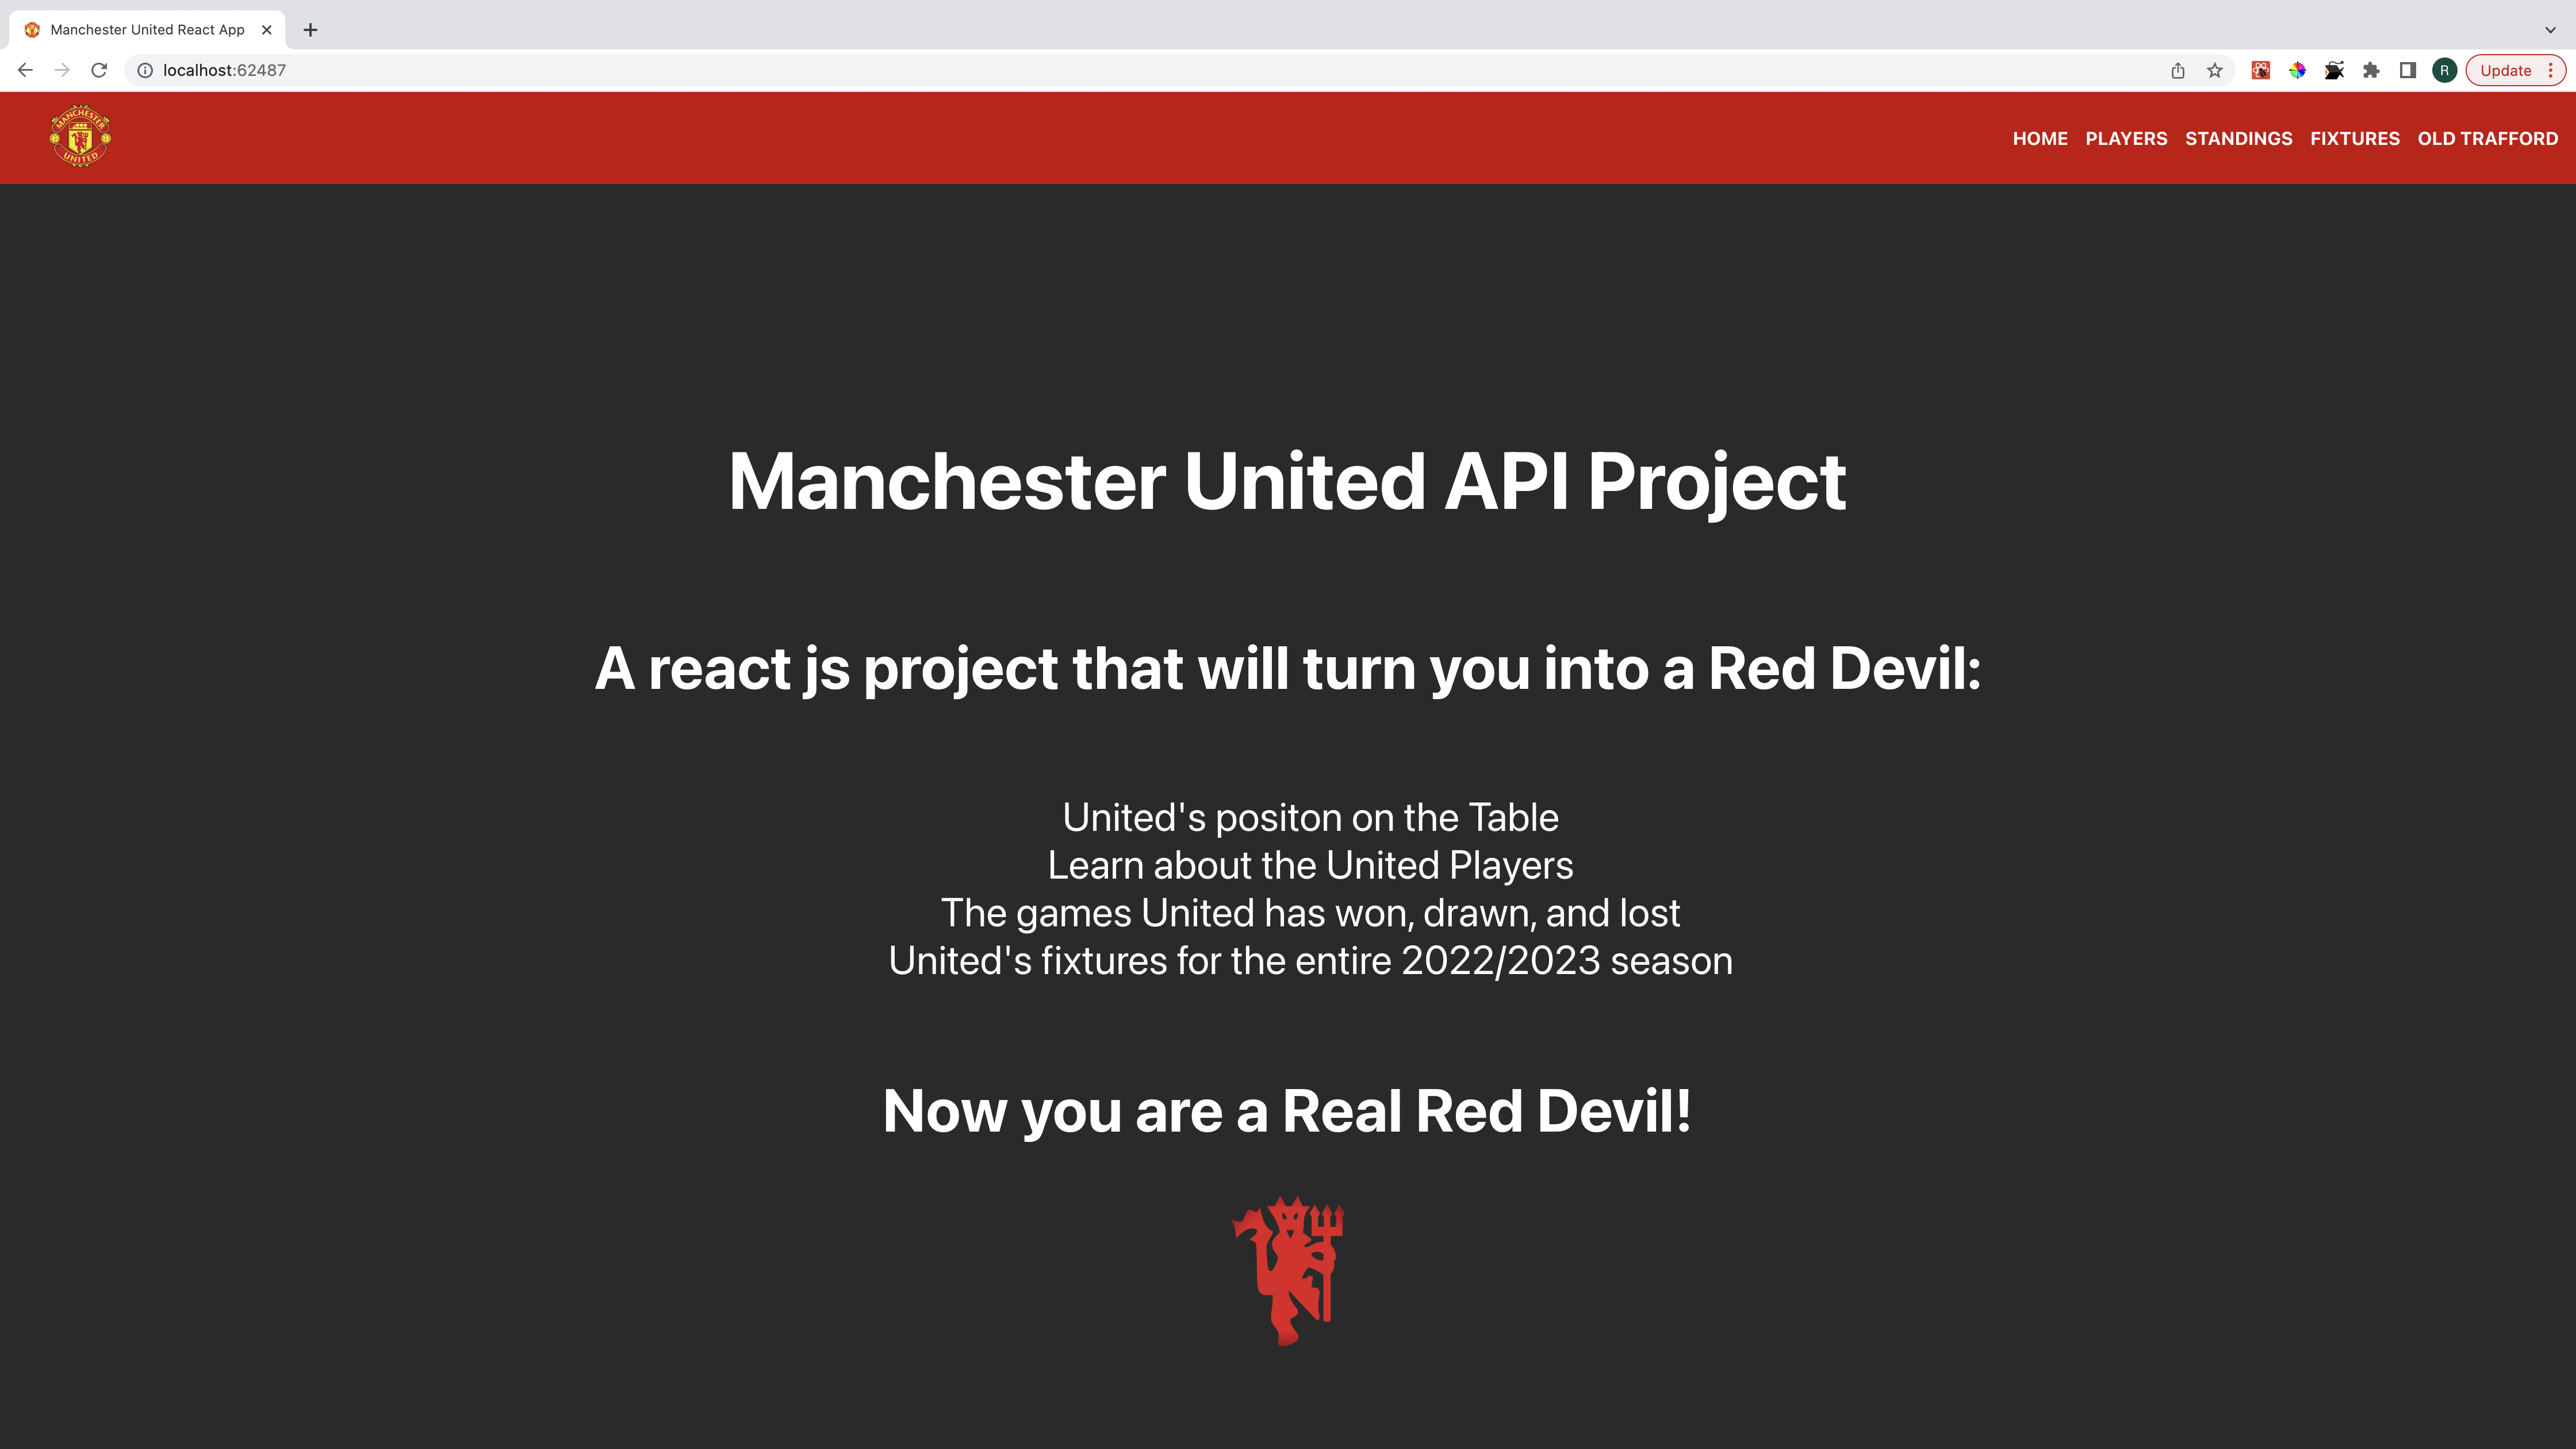 Manchester United React App
localhost:62487
R
Update
MANCHESTER
UNITED
HOME PLAYERS STANDINGS FIXTURES OLD TRAFFORD
Manchester United API Project
A react js project that will turn you into a Red Devil:
United's positon on the Table
Learn about the United Players
The games United has won, drawn, and lost
United's fixtures for the entire 2022/2023 season
Now you are a Real Red Devil!